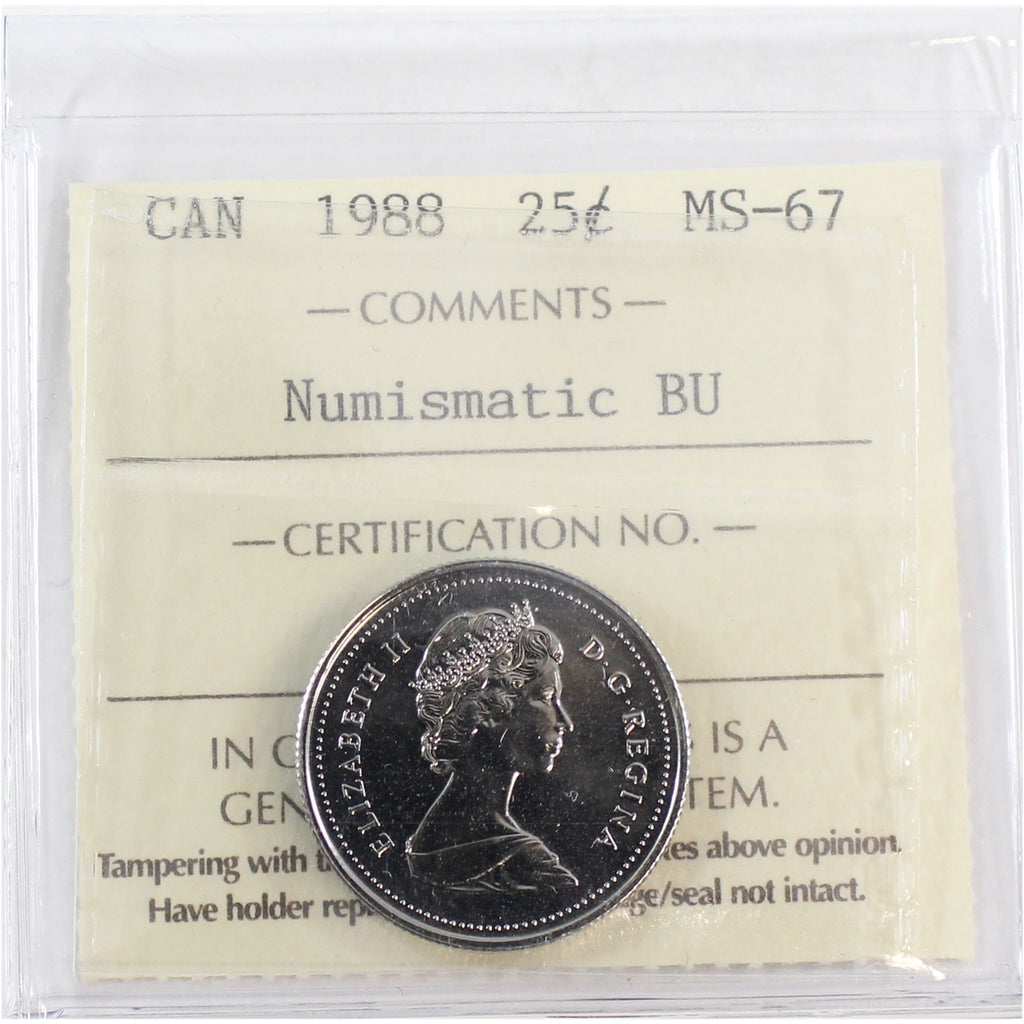 CAN 1988 25¢ MS-67
— COMMENTS —
Numismatic BU
— CERTIFICATION NO. —
ELIZABETH II D·G·REGINA
IN IS A
TEM.
Tampering with above opinion.
Have holder ge/seal not intact.